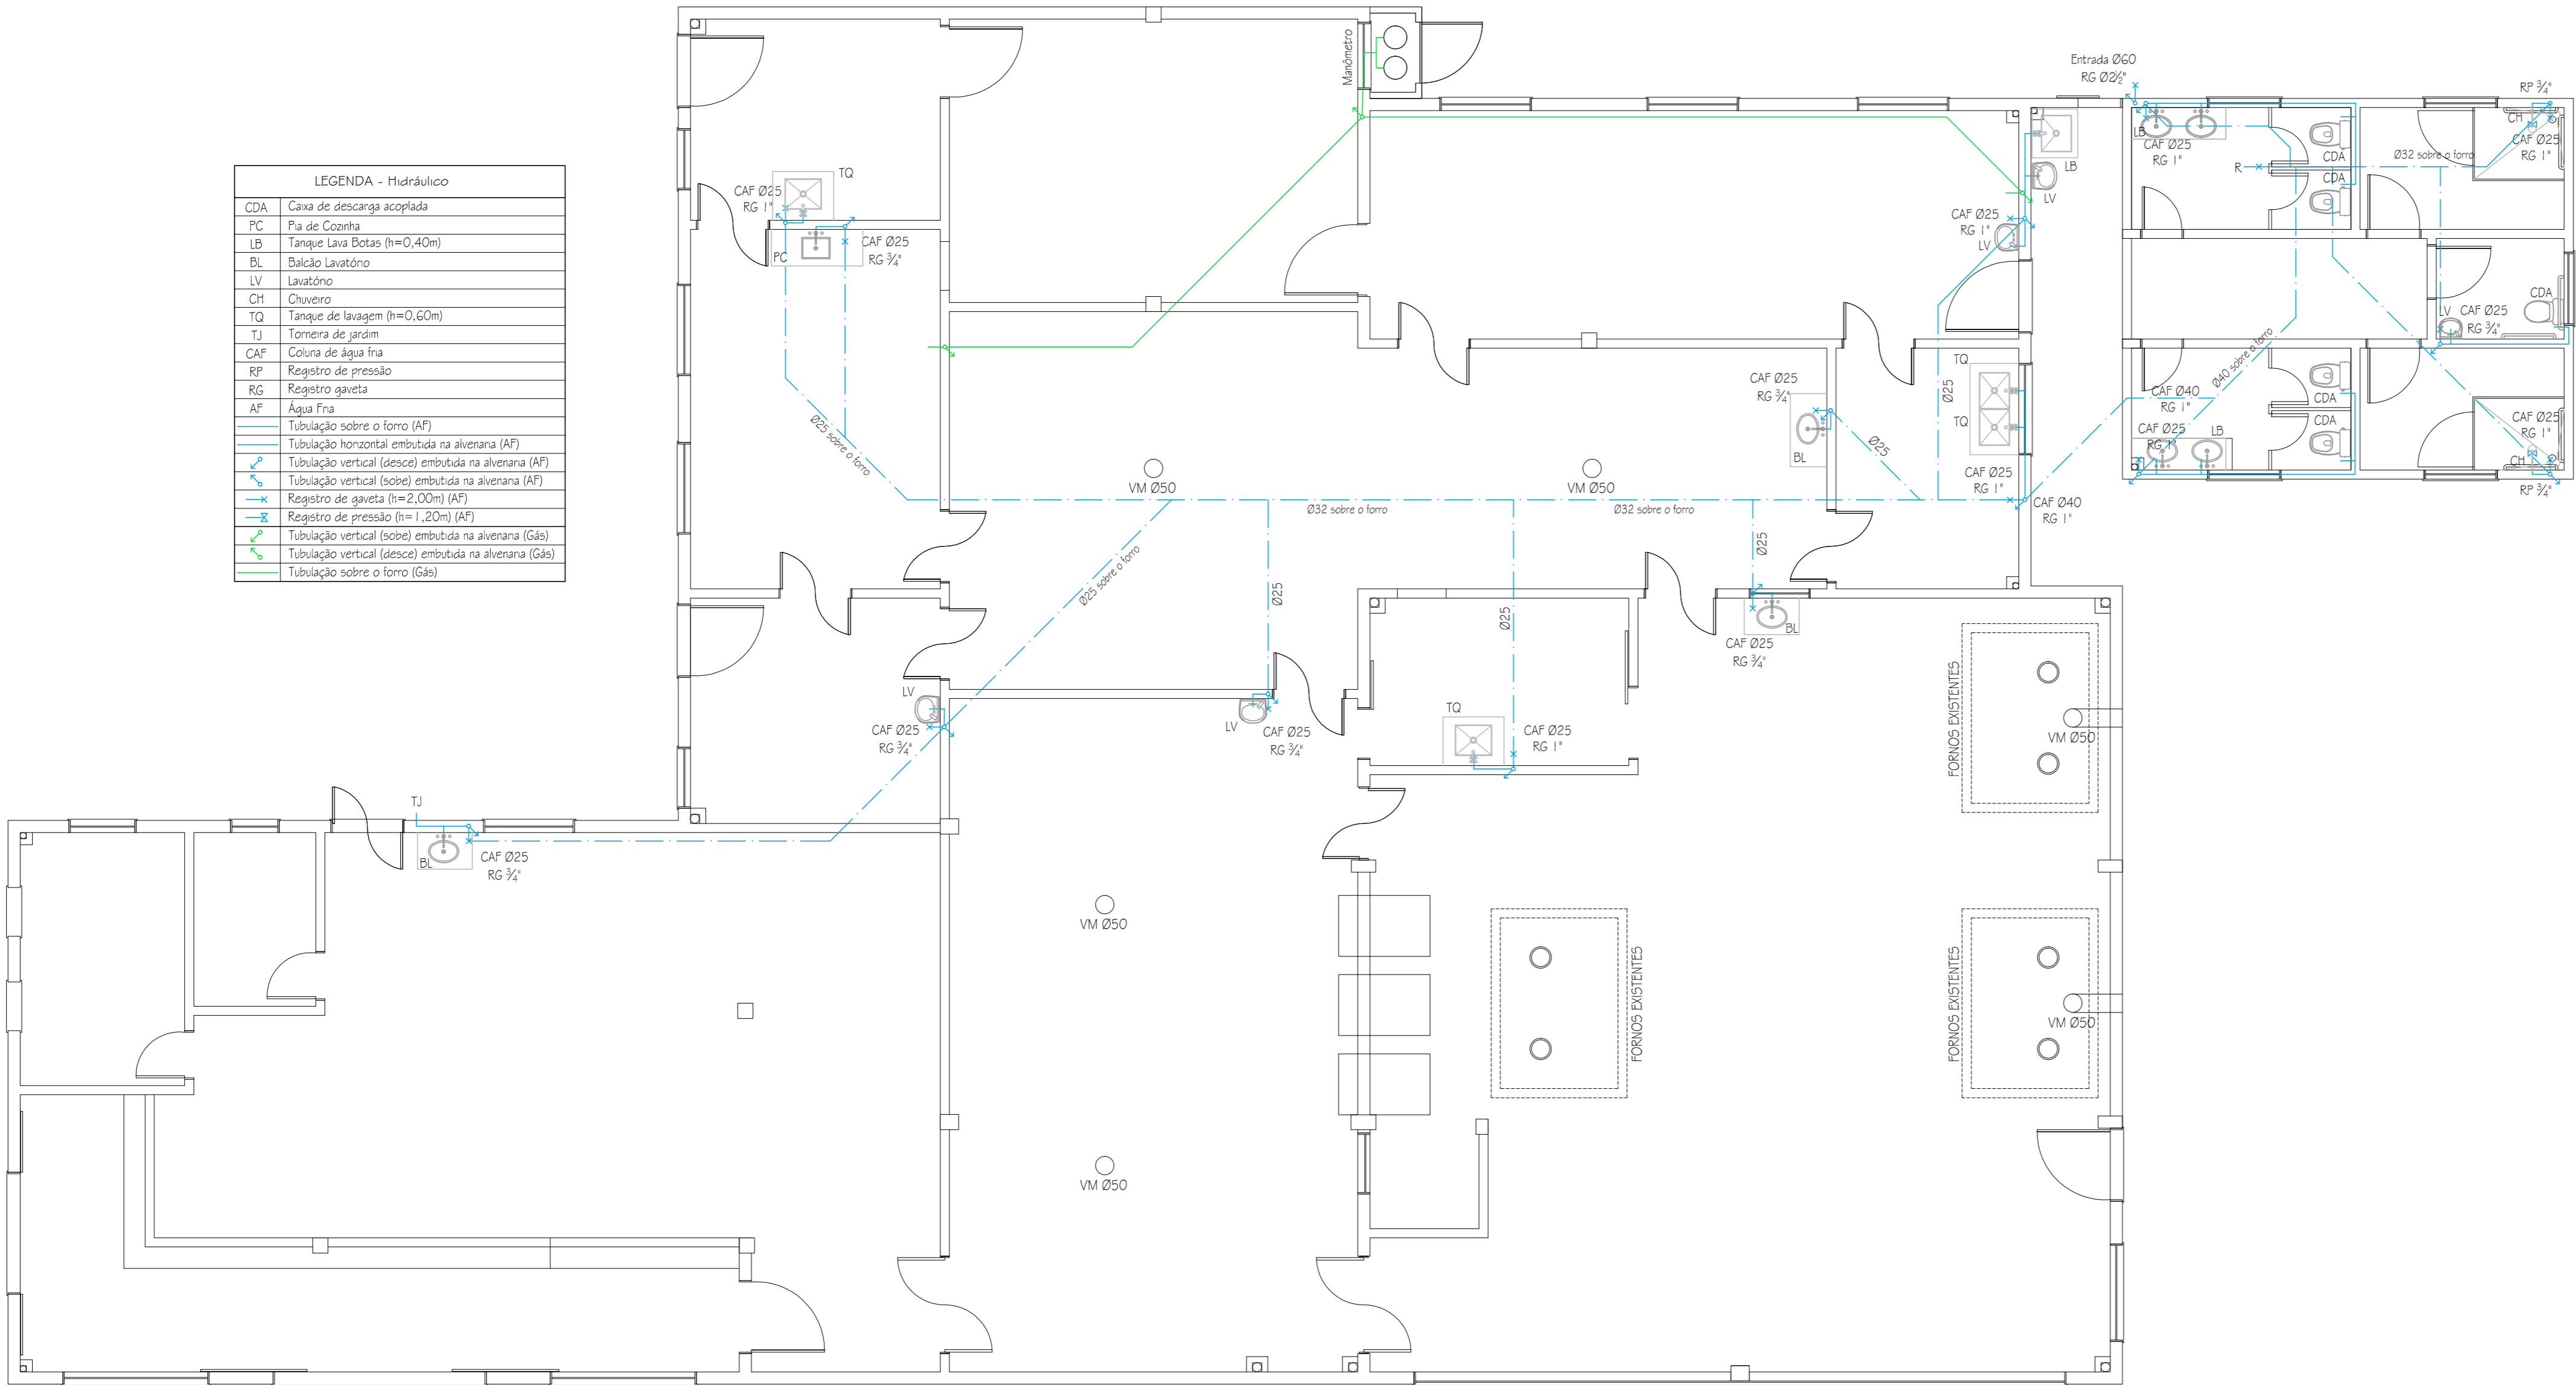 LEGENDA - Hidráulico
CDA Caixa de descarga acoplada
PC Pia de Cozinha
LB Tanque Lava Botas (h=0,40m)
BL Balcão Lavatório
LV Lavatório
CH Chuveiro
TQ Tanque de lavagem (h=0,60m)
TJ Torneira de jardim
CAF Coluna de água fria
RP Registro de pressão
RG Registro gaveta
AF Água Fria
Tubulação sobre o forro (AF)
Tubulação horizontal embutida na alvenaria (AF)
Tubulação vertical (desce) embutida na alvenaria (AF)
Tubulação vertical (sobe) embutida na alvenaria (AF)
Registro de gaveta (h=2,00m) (AF)
Registro de pressão (h=1,20m) (AF)
Tubulação vertical (sobe) embutida na alvenaria (Gás)
Tubulação vertical (desce) embutida na alvenaria (Gás)
Tubulação sobre o forro (Gás)
Manômetro
TQ
CAF Ø25
RG 1"
PC
CAF Ø25
RG ¾"
Ø25 sobre o forro
LB
LV
CAF Ø25
RG 1"
LV
Ø25
Entrada Ø60
RG Ø2½"
LB
CAF Ø25
RG 1"
R
CDA
CDA
Ø32 sobre o forro
RP ¾"
CH
CAF Ø25
RG 1"
CDA
LV
CAF Ø25
RG ¾"
Ø40 sobre o forro
CAF Ø40
RG 1"
CAF Ø25
RG 1"
LB
CDA
CDA
CAF Ø25
RG 1"
CH
RP ¾"
TQ
TQ
CAF Ø25
RG 1"
CAF Ø40
RG 1"
CAF Ø25
RG ¾"
BL
Ø25
VM Ø50
VM Ø50
Ø32 sobre o forro
Ø32 sobre o forro
Ø25 sobre o forro
Ø25
Ø25
Ø25
BL
CAF Ø25
RG ¾"
LV
CAF Ø25
RG ¾"
LV
CAF Ø25
RG ¾"
TQ
CAF Ø25
RG 1"
FORNOS EXISTENTES
VM Ø50
TJ
BL
CAF Ø25
RG ¾"
VM Ø50
FORNOS EXISTENTES
FORNOS EXISTENTES
VM Ø50
VM Ø50